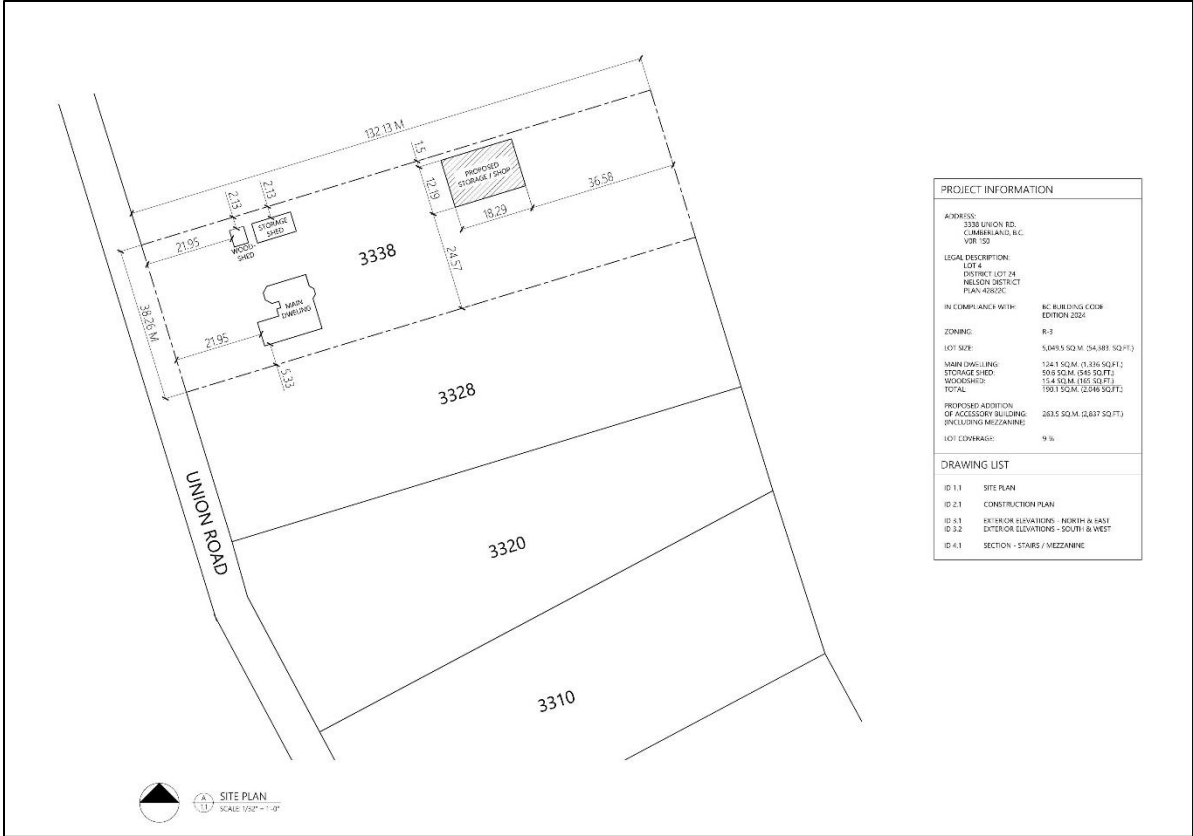 132.13 M
1.5
PROPOSED
STORAGE / SHOP
12.19
18.29
36.58
2.13
2.13
STORAGE
SHED
WOOD-
SHED
21.95
3338
24.57
MAIN
DWELING
38.26 M
21.95
5.33
3328
UNION ROAD
3320
3310
A
1.1
SITE PLAN
SCALE: 1/32" = 1'-0"
PROJECT INFORMATION
ADDRESS:
3338 UNION RD.
CUMBERLAND, B.C.
V0R 1S0
LEGAL DESCRIPTION:
LOT 4
DISTRICT LOT 24
NELSON DISTRICT
PLAN 42822C
IN COMPLIANCE WITH: BC BUILDING CODE
EDITION 2024
ZONING: R-3
LOT SIZE: 5,049.5 SQ.M. (54,383. SQ.FT.)
MAIN DWELLING: 124.1 SQ.M. (1,336 SQ.FT.)
STORAGE SHED: 50.6 SQ.M. (545 SQ.FT.)
WOODSHED: 15.4 SQ.M. (165 SQ.FT.)
TOTAL: 190.1 SQ.M. (2,046 SQ.FT.)
PROPOSED ADDITION
OF ACCESSORY BUILDING: 263.5 SQ.M. (2,837 SQ.FT.)
(INCLUDING MEZZANINE)
LOT COVERAGE: 9 %
DRAWING LIST
ID 1.1 SITE PLAN
ID 2.1 CONSTRUCTION PLAN
ID 3.1 EXTERIOR ELEVATIONS - NORTH & EAST
ID 3.2 EXTERIOR ELEVATIONS - SOUTH & WEST
ID 4.1 SECTION - STAIRS / MEZZANINE